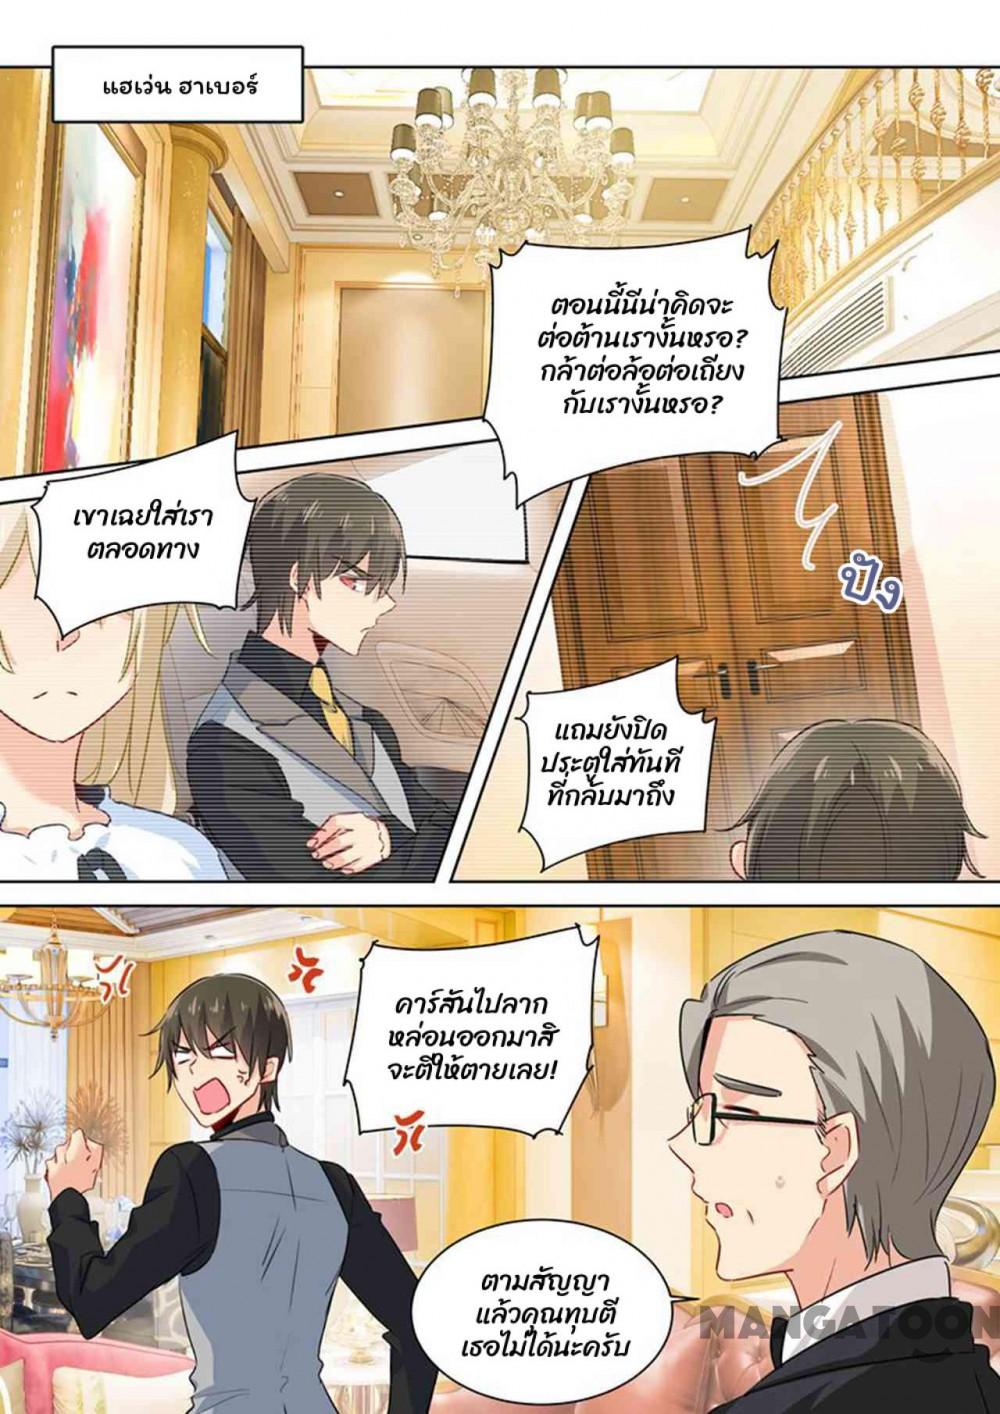 แฮเว่น ฮาเบอร์
ตอนนี้นีน่าคิดจะ
ต่อต้านเรางั้นหรอ?
กล้าต่อล้อต่อเถียง
กับเรางั้นหรอ?
เขาเฉยใส่เรา
ตลอดทาง
ปัง
แถมยังปิด
ประตูใส่ทันที
ที่กลับมาถึง
คาร์สันไปลาก
หล่อนออกมาสิ
จะตีให้ตายเลย!
ตามสัญญา
แล้วคุณทุบตี
เธอไม่ได้นะครับ
MANGATOON